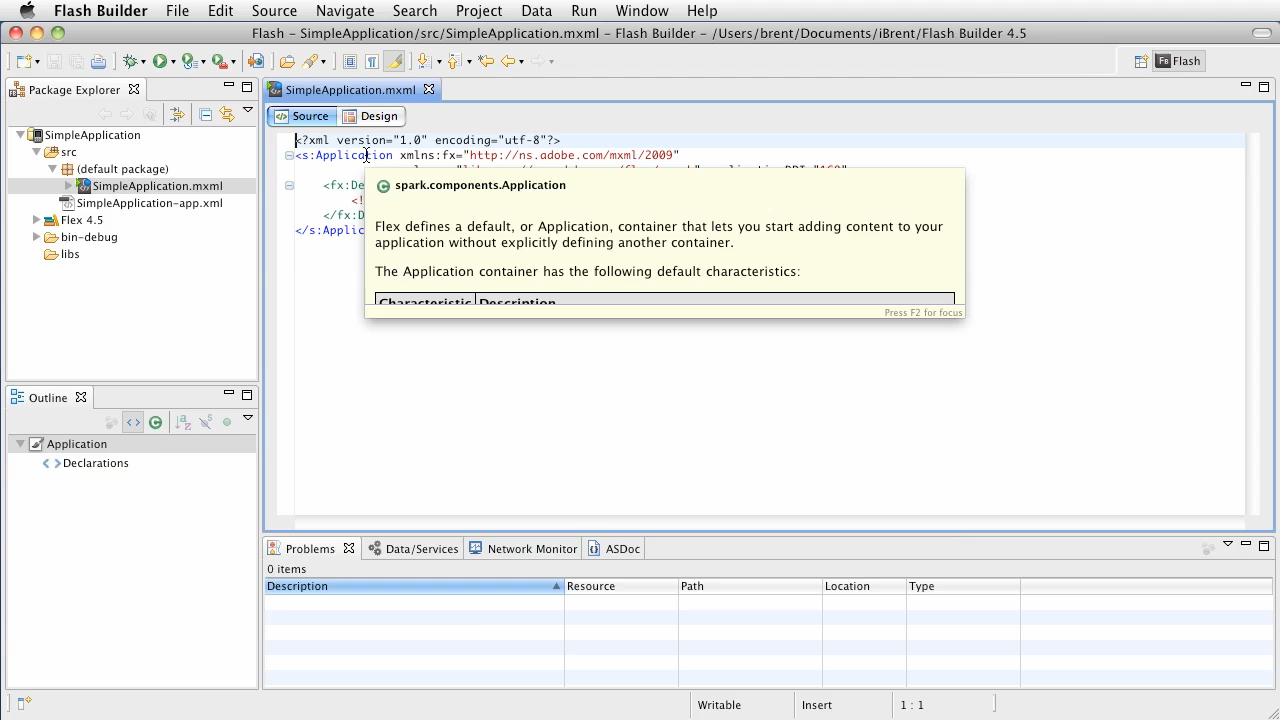 Flash Builder File Edit Source Navigate Search Project Data Run Window Help
Flash – SimpleApplication/src/SimpleApplication.mxml – Flash Builder – /Users/brent/Documents/iBrent/Flash Builder 4.5
Flash
Package Explorer
SimpleApplication
src
(default package)
SimpleApplication.mxml
SimpleApplication-app.xml
Flex 4.5
bin-debug
libs
Outline
Application
Declarations
SimpleApplication.mxml
Source Design
<?xml version="1.0" encoding="utf-8"?>
<s:Application xmlns:fx="http://ns.adobe.com/mxml/2009"
<fx:De
<!
</fx:D
</s:Applic
spark.components.Application
Flex defines a default, or Application, container that lets you start adding content to your
application without explicitly defining another container.
The Application container has the following default characteristics:
Characteristic Description
Press F2 for focus
Problems Data/Services Network Monitor ASDoc
0 items
Description Resource Path Location Type
Writable Insert 1 : 1